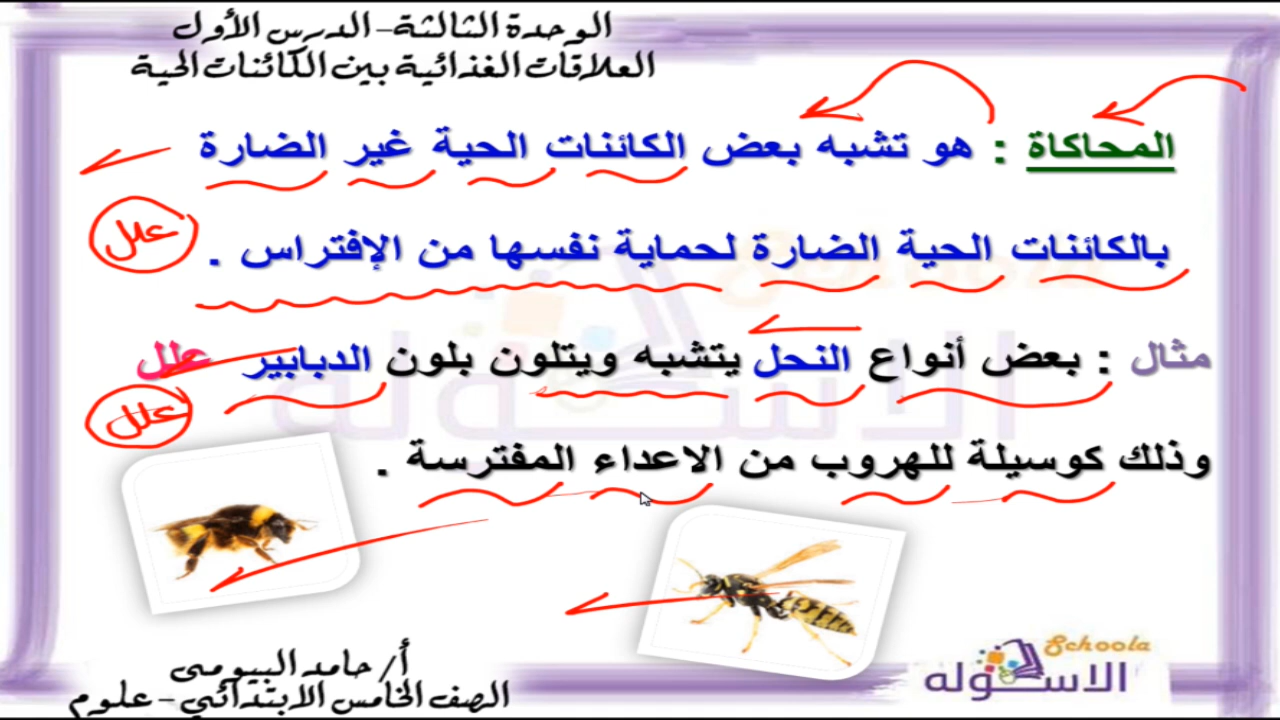 الوحدة الثالثة - الدرس الأول
العلاقات الغذائية بين الكائنات الحية
المحاكاة : هو تشبه بعض الكائنات الحية غير الضارة
بالكائنات الحية الضارة لحماية نفسها من الإفتراس .
علل
مثال : بعض أنواع النحل يتشبه ويتلون بلون الدبابير علل
علل
وذلك كوسيلة للهروب من الاعداء المفترسة .
أ/ حامد البيومى
الصف الخامس الابتدائي - علوم
Schoola
الاسكوله